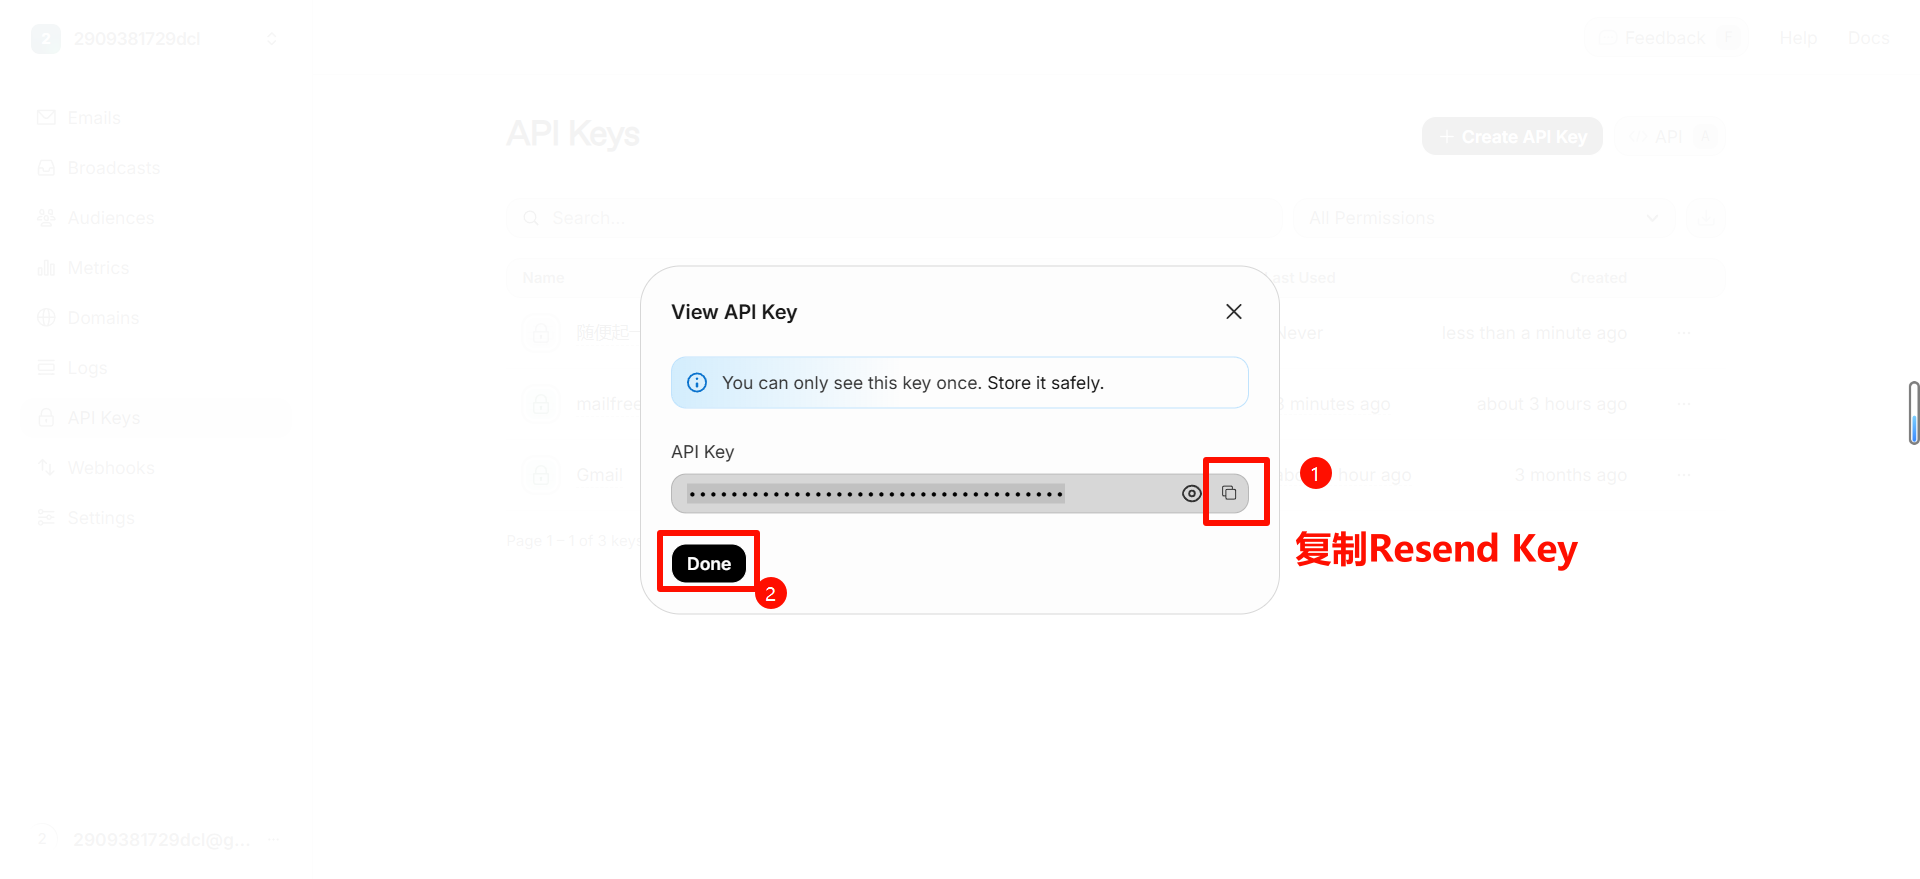 2 2909381729dcl
Feedback F Help Docs
Emails
Broadcasts
Audiences
Metrics
Domains
Logs
API Keys
Webhooks
Settings
2 2909381729dcl@g...
API Keys
+ Create API Key
API A
Search...
All Permissions
Name
Last Used Created
随便起一
Never less than a minute ago ...
mailfree
3 minutes ago about 3 hours ago ...
Gmail
hour ago 3 months ago ...
Page 1 – 1 of 3 keys
View API Key
You can only see this key once. Store it safely.
API Key
••••••••••••••••••••••••••••••••••••
1
复制Resend Key
Done
2